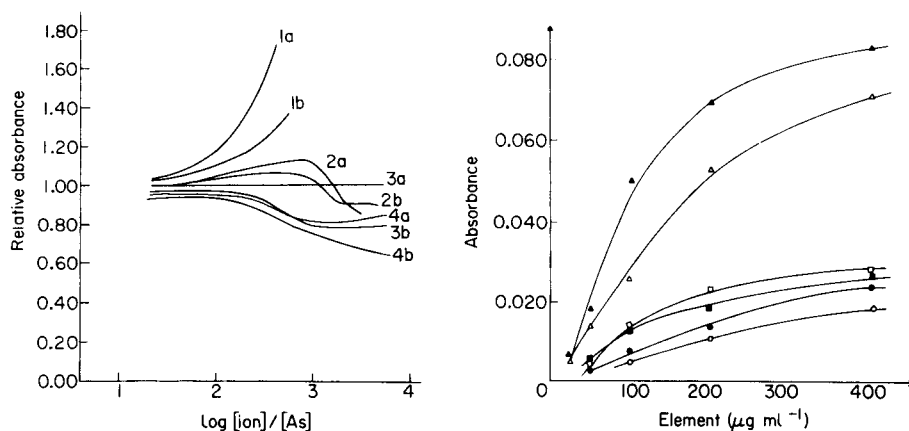 1.80
1.60
1.40
1.20
1.00
0.80
0.60
0.40
0.20
0.00
Relative absorbance
1a
1b
2a
3a
2b
4a
3b
4b
1
2
3
4
log [ion]/[As]
0.080
0.060
0.040
0.020
Absorbance
0
100
200
300
400
Element (μg ml⁻¹)